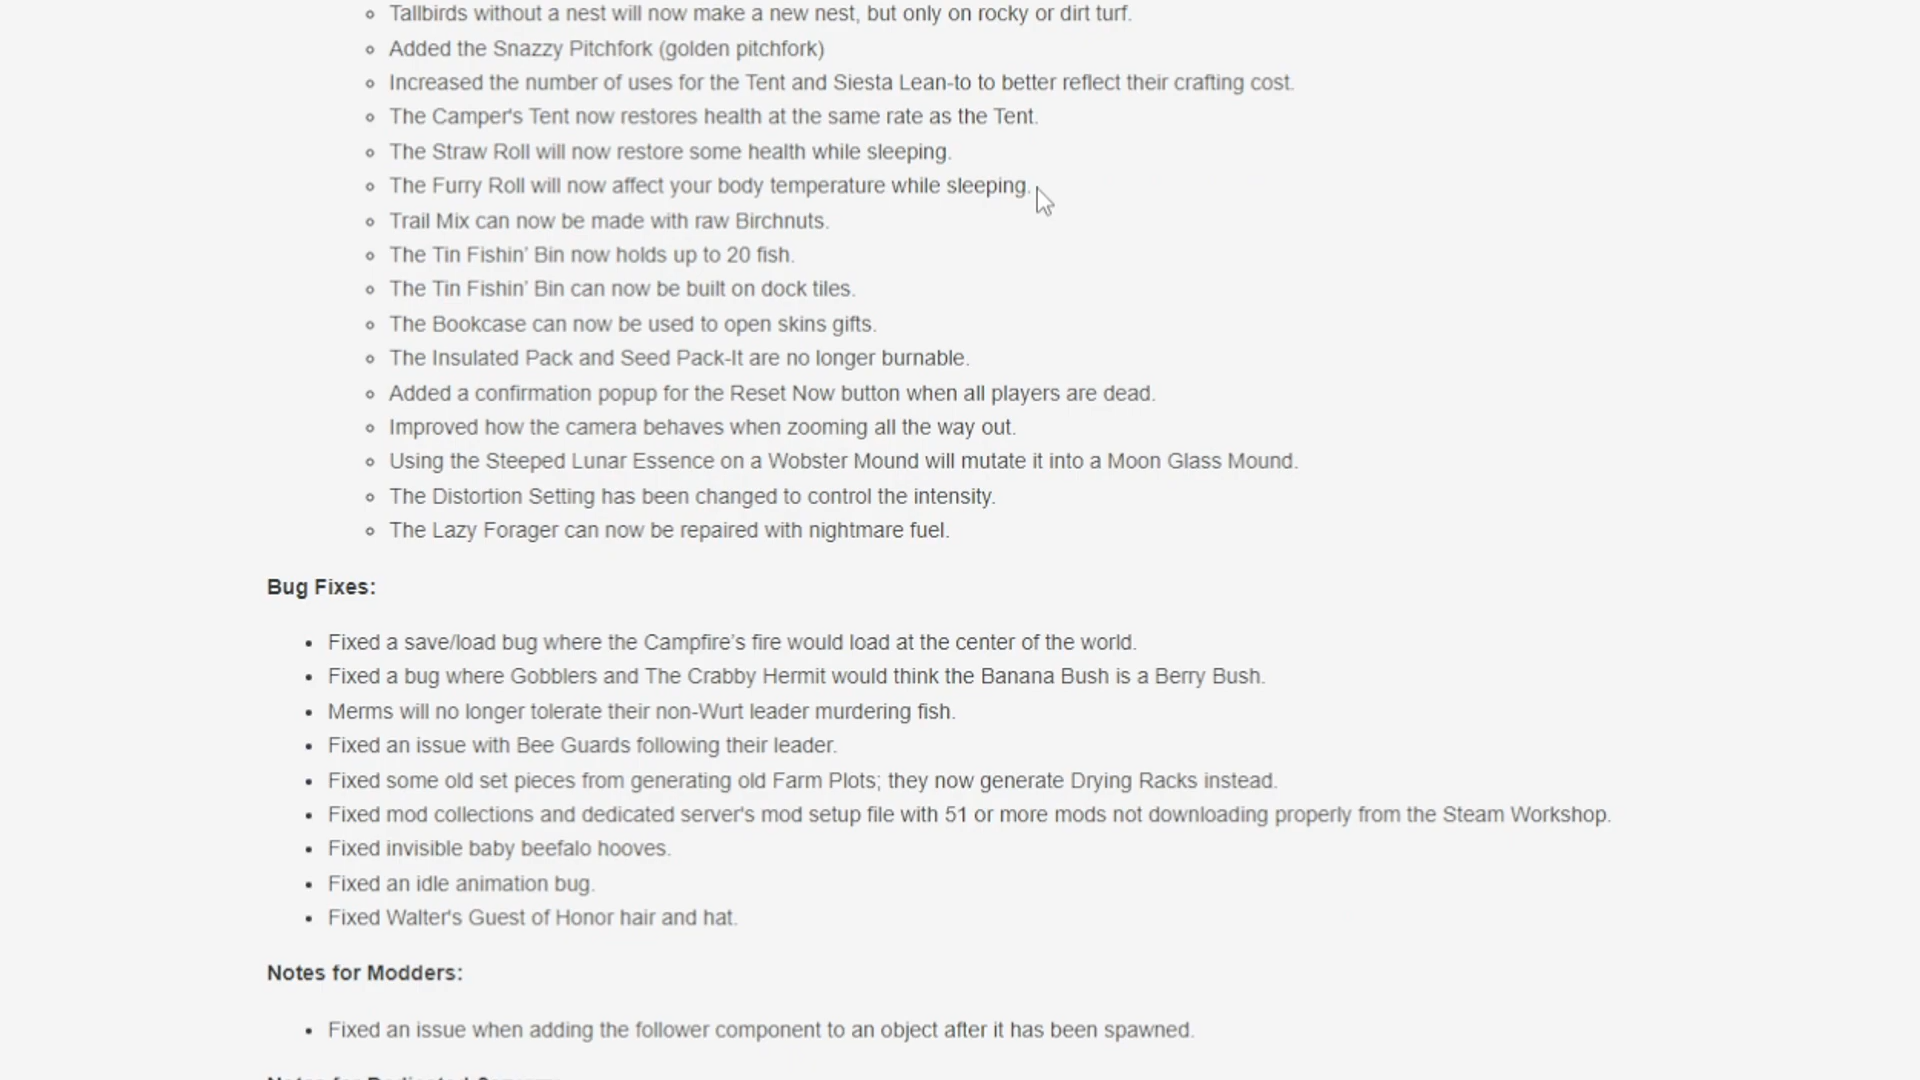 Tallbirds without a nest will now make a new nest, but only on rocky or dirt turf.
Added the Snazzy Pitchfork (golden pitchfork)
Increased the number of uses for the Tent and Siesta Lean-to to better reflect their crafting cost.
The Camper's Tent now restores health at the same rate as the Tent.
The Straw Roll will now restore some health while sleeping.
The Furry Roll will now affect your body temperature while sleeping.
Trail Mix can now be made with raw Birchnuts.
The Tin Fishin’ Bin now holds up to 20 fish.
The Tin Fishin’ Bin can now be built on dock tiles.
The Bookcase can now be used to open skins gifts.
The Insulated Pack and Seed Pack-It are no longer burnable.
Added a confirmation popup for the Reset Now button when all players are dead.
Improved how the camera behaves when zooming all the way out.
Using the Steeped Lunar Essence on a Wobster Mound will mutate it into a Moon Glass Mound.
The Distortion Setting has been changed to control the intensity.
The Lazy Forager can now be repaired with nightmare fuel.
Bug Fixes:
Fixed a save/load bug where the Campfire’s fire would load at the center of the world.
Fixed a bug where Gobblers and The Crabby Hermit would think the Banana Bush is a Berry Bush.
Merms will no longer tolerate their non-Wurt leader murdering fish.
Fixed an issue with Bee Guards following their leader.
Fixed some old set pieces from generating old Farm Plots; they now generate Drying Racks instead.
Fixed mod collections and dedicated server's mod setup file with 51 or more mods not downloading properly from the Steam Workshop.
Fixed invisible baby beefalo hooves.
Fixed an idle animation bug.
Fixed Walter's Guest of Honor hair and hat.
Notes for Modders:
Fixed an issue when adding the follower component to an object after it has been spawned.